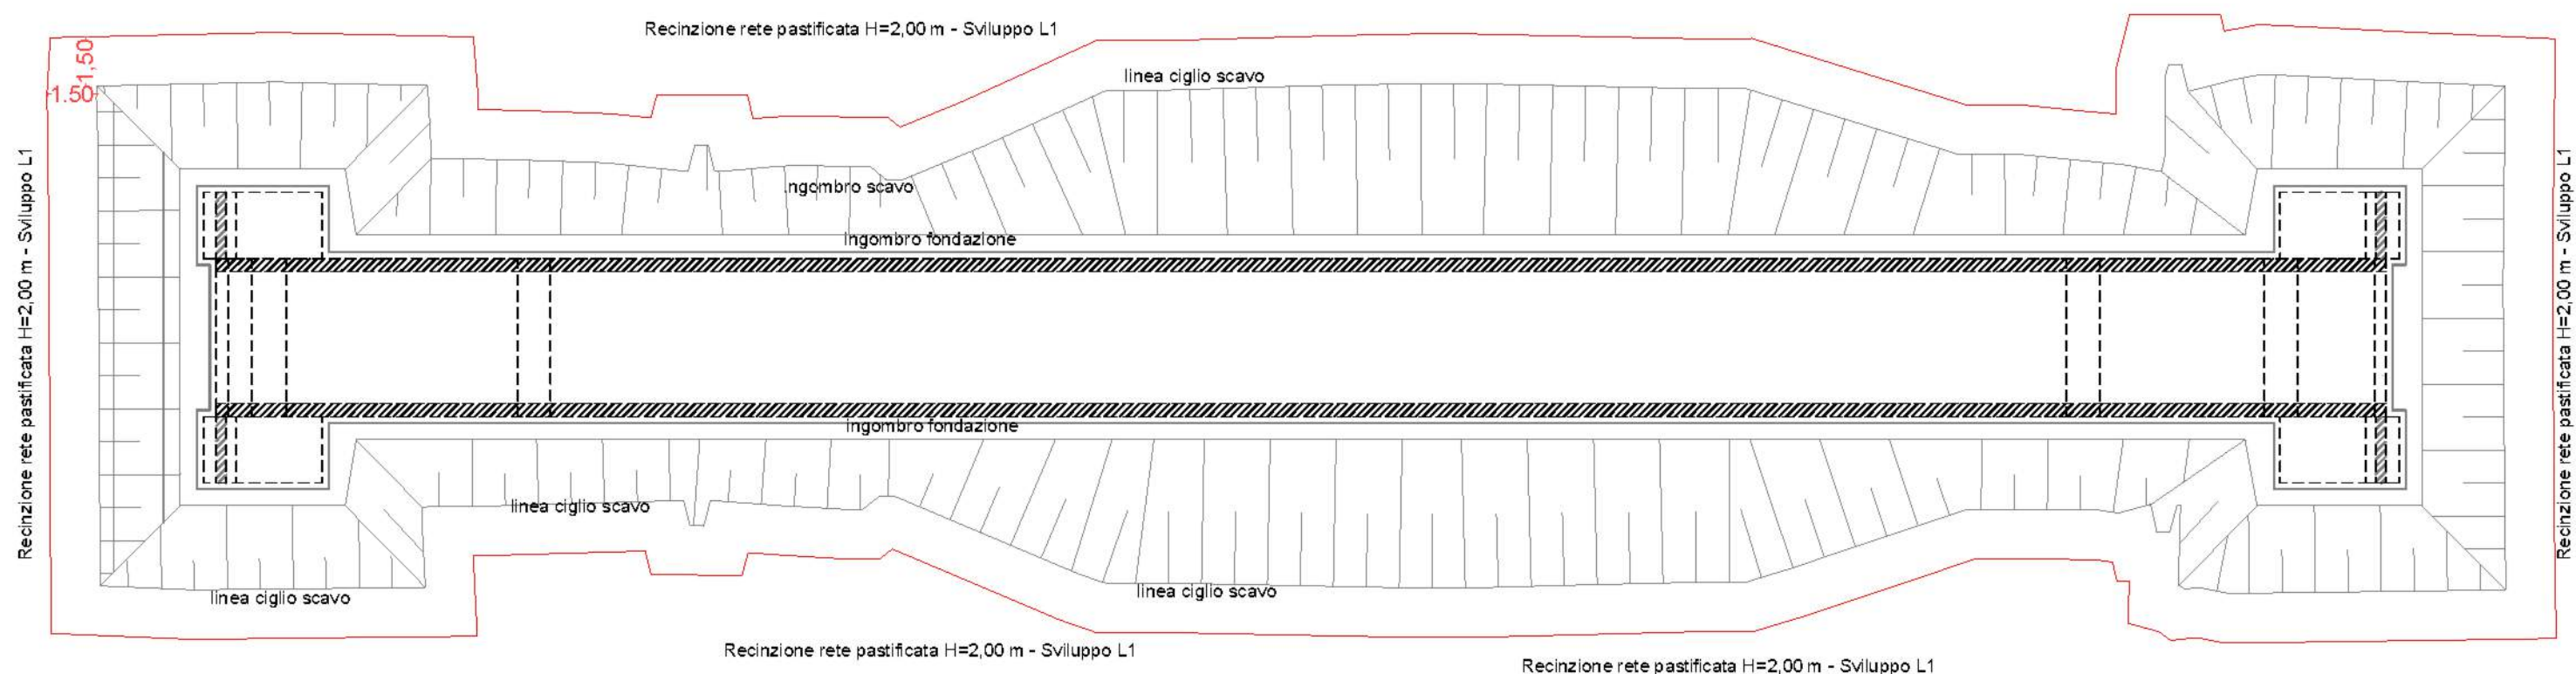 Recinzione rete pastificata H=2,00 m - Sviluppo L1
1,50
linea ciglio scavo
1.50
Recinzione rete pastificata H=2,00 m - Sviluppo L1
Recinzione rete pastificata H=2,00 m - Sviluppo L1
ngombro scavo
Ingombro fondazione
ingombro fondazione
linea ciglio scavo
linea ciglio scavo
linea ciglio scavo
Recinzione rete pastificata H=2,00 m - Sviluppo L1
Recinzione rete pastificata H=2,00 m - Sviluppo L1